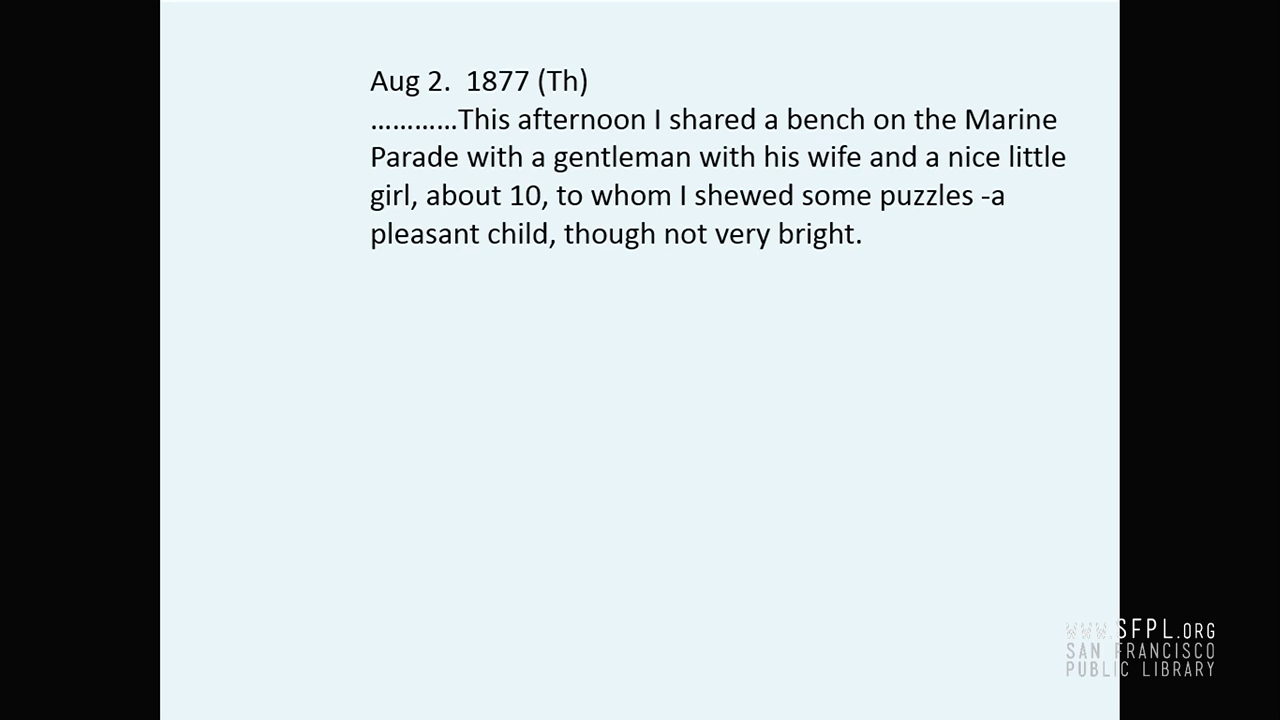 Aug 2.  1877 (Th)
…………This afternoon I shared a bench on the Marine
Parade with a gentleman with his wife and a nice little
girl, about 10, to whom I shewed some puzzles -a
pleasant child, though not very bright.
WWW.SFPL.ORG
SAN FRANCISCO
PUBLIC LIBRARY